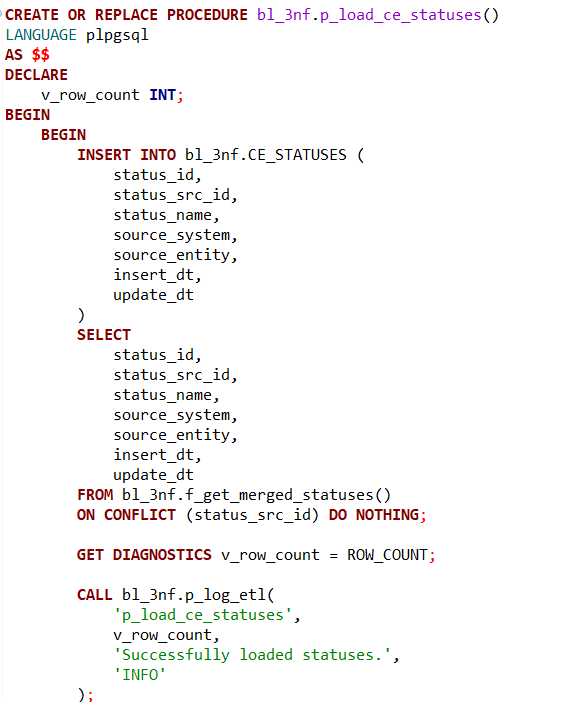 CREATE OR REPLACE PROCEDURE bl_3nf.p_load_ce_statuses()
LANGUAGE plpgsql
AS $$
DECLARE
    v_row_count INT;
BEGIN
    BEGIN
        INSERT INTO bl_3nf.CE_STATUSES (
            status_id,
            status_src_id,
            status_name,
            source_system,
            source_entity,
            insert_dt,
            update_dt
        )
        SELECT
            status_id,
            status_src_id,
            status_name,
            source_system,
            source_entity,
            insert_dt,
            update_dt
        FROM bl_3nf.f_get_merged_statuses()
        ON CONFLICT (status_src_id) DO NOTHING;

        GET DIAGNOSTICS v_row_count = ROW_COUNT;

        CALL bl_3nf.p_log_etl(
            'p_load_ce_statuses',
            v_row_count,
            'Successfully loaded statuses.',
            'INFO'
        );